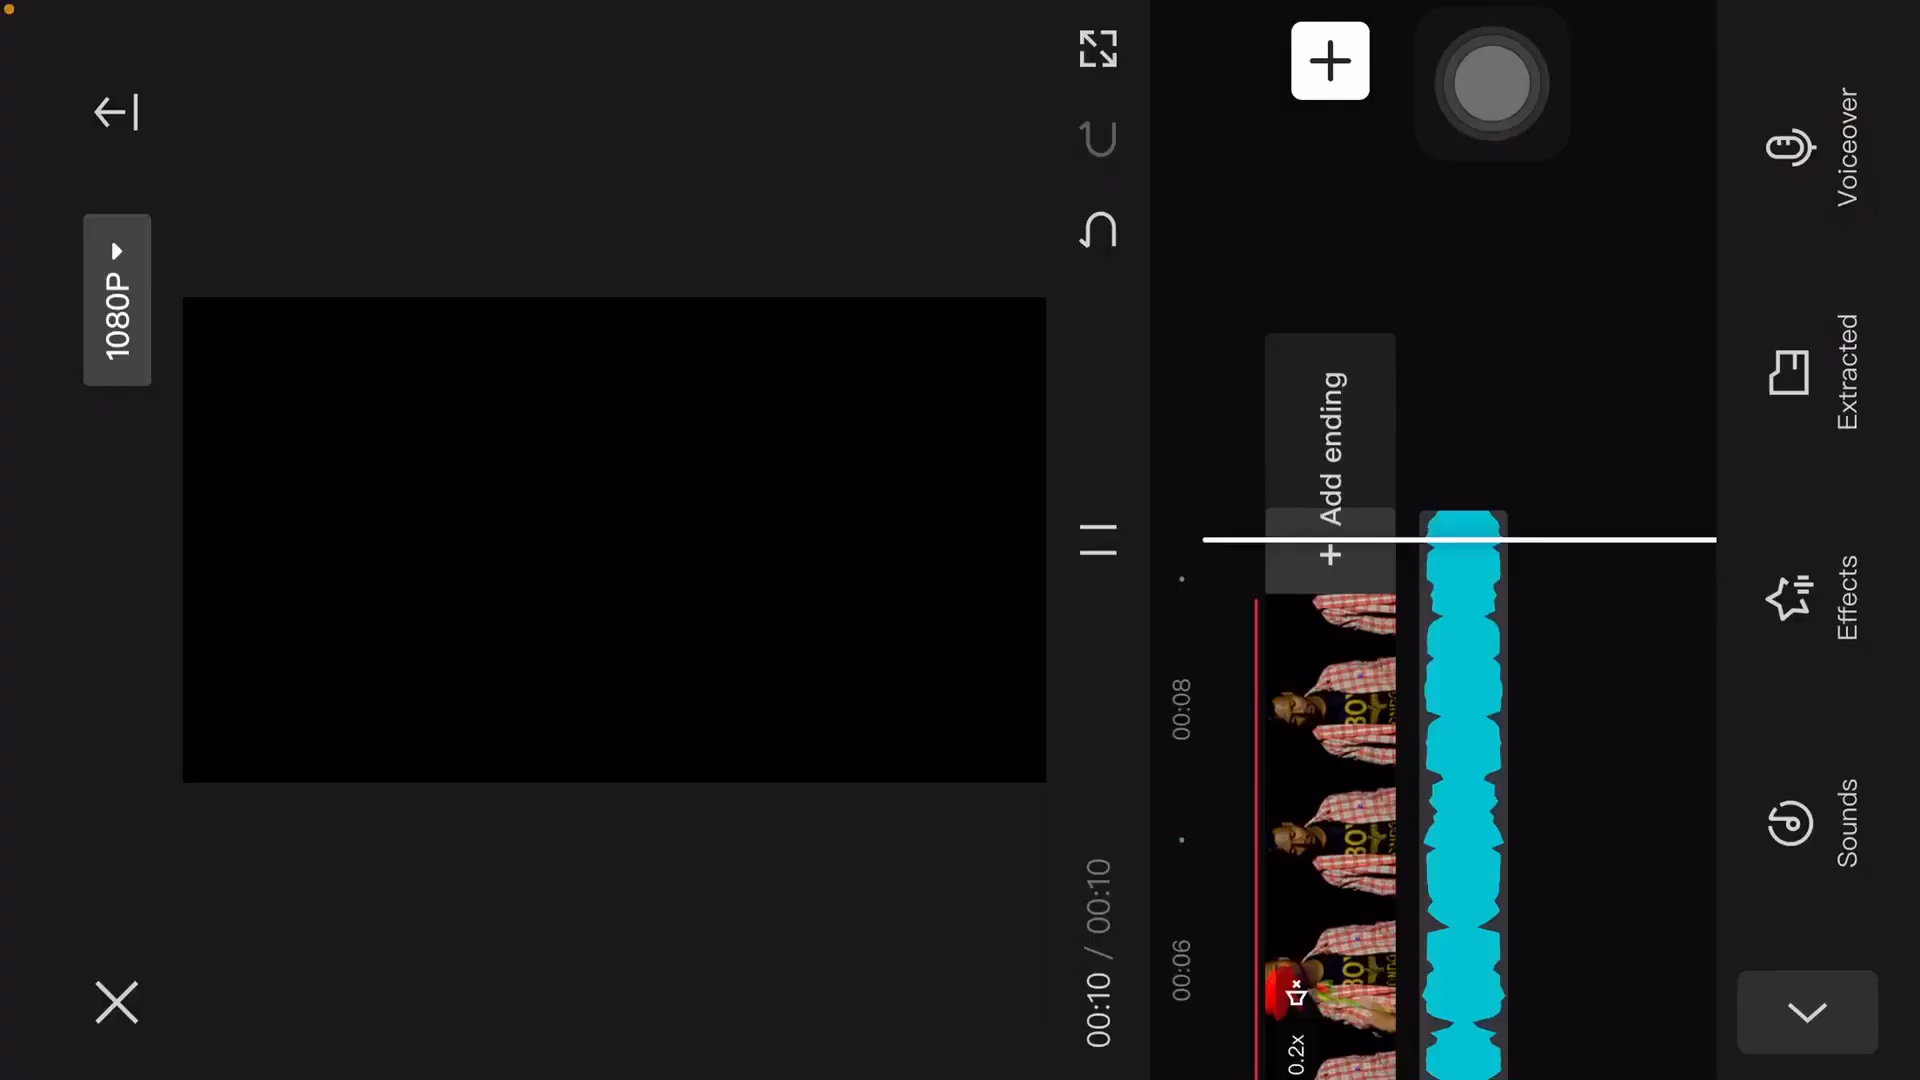 1080P
00:10 / 00:10
00:06
00:08
0.2x
+ Add ending
Sounds
Effects
Extracted
Voiceover